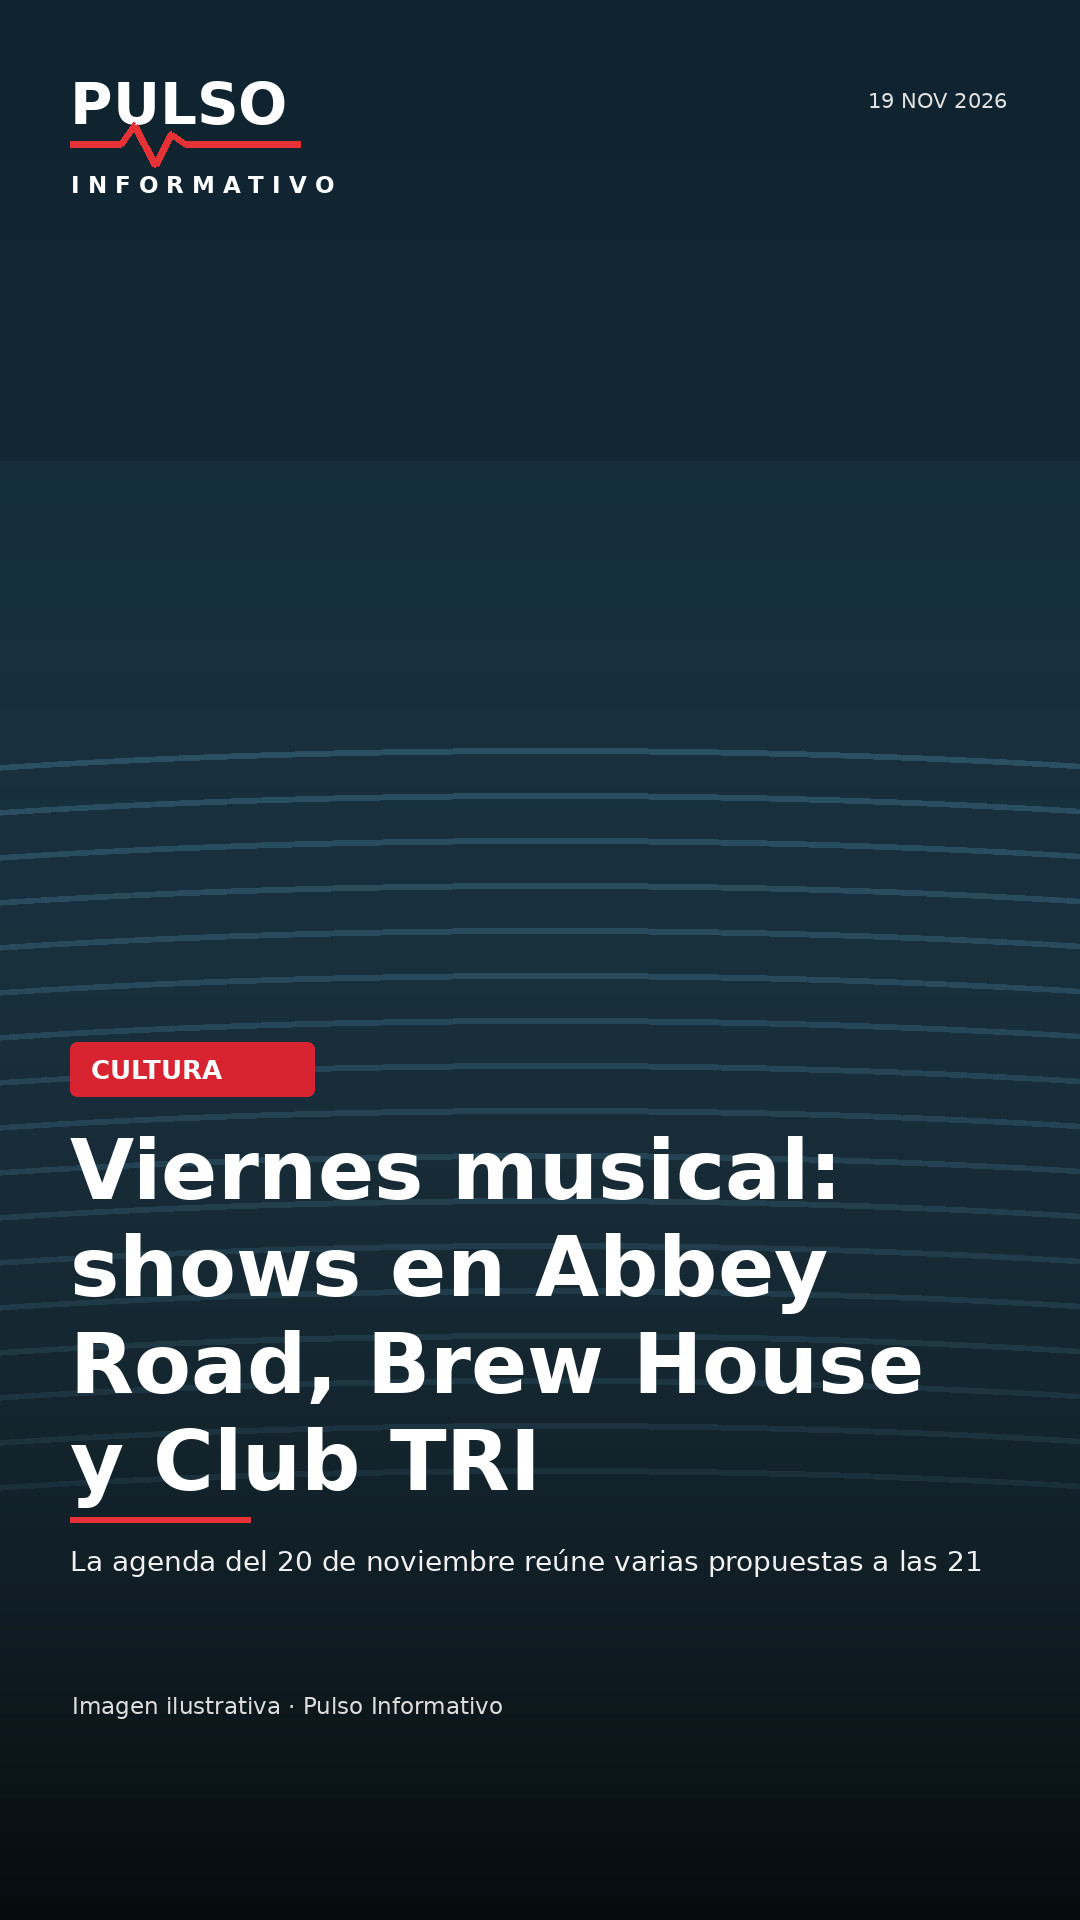 PULSO
INFORMATIVO
19 NOV 2026
CULTURA
Viernes musical:
shows en Abbey
Road, Brew House
y Club TRI
La agenda del 20 de noviembre reúne varias propuestas a las 21
Imagen ilustrativa · Pulso Informativo